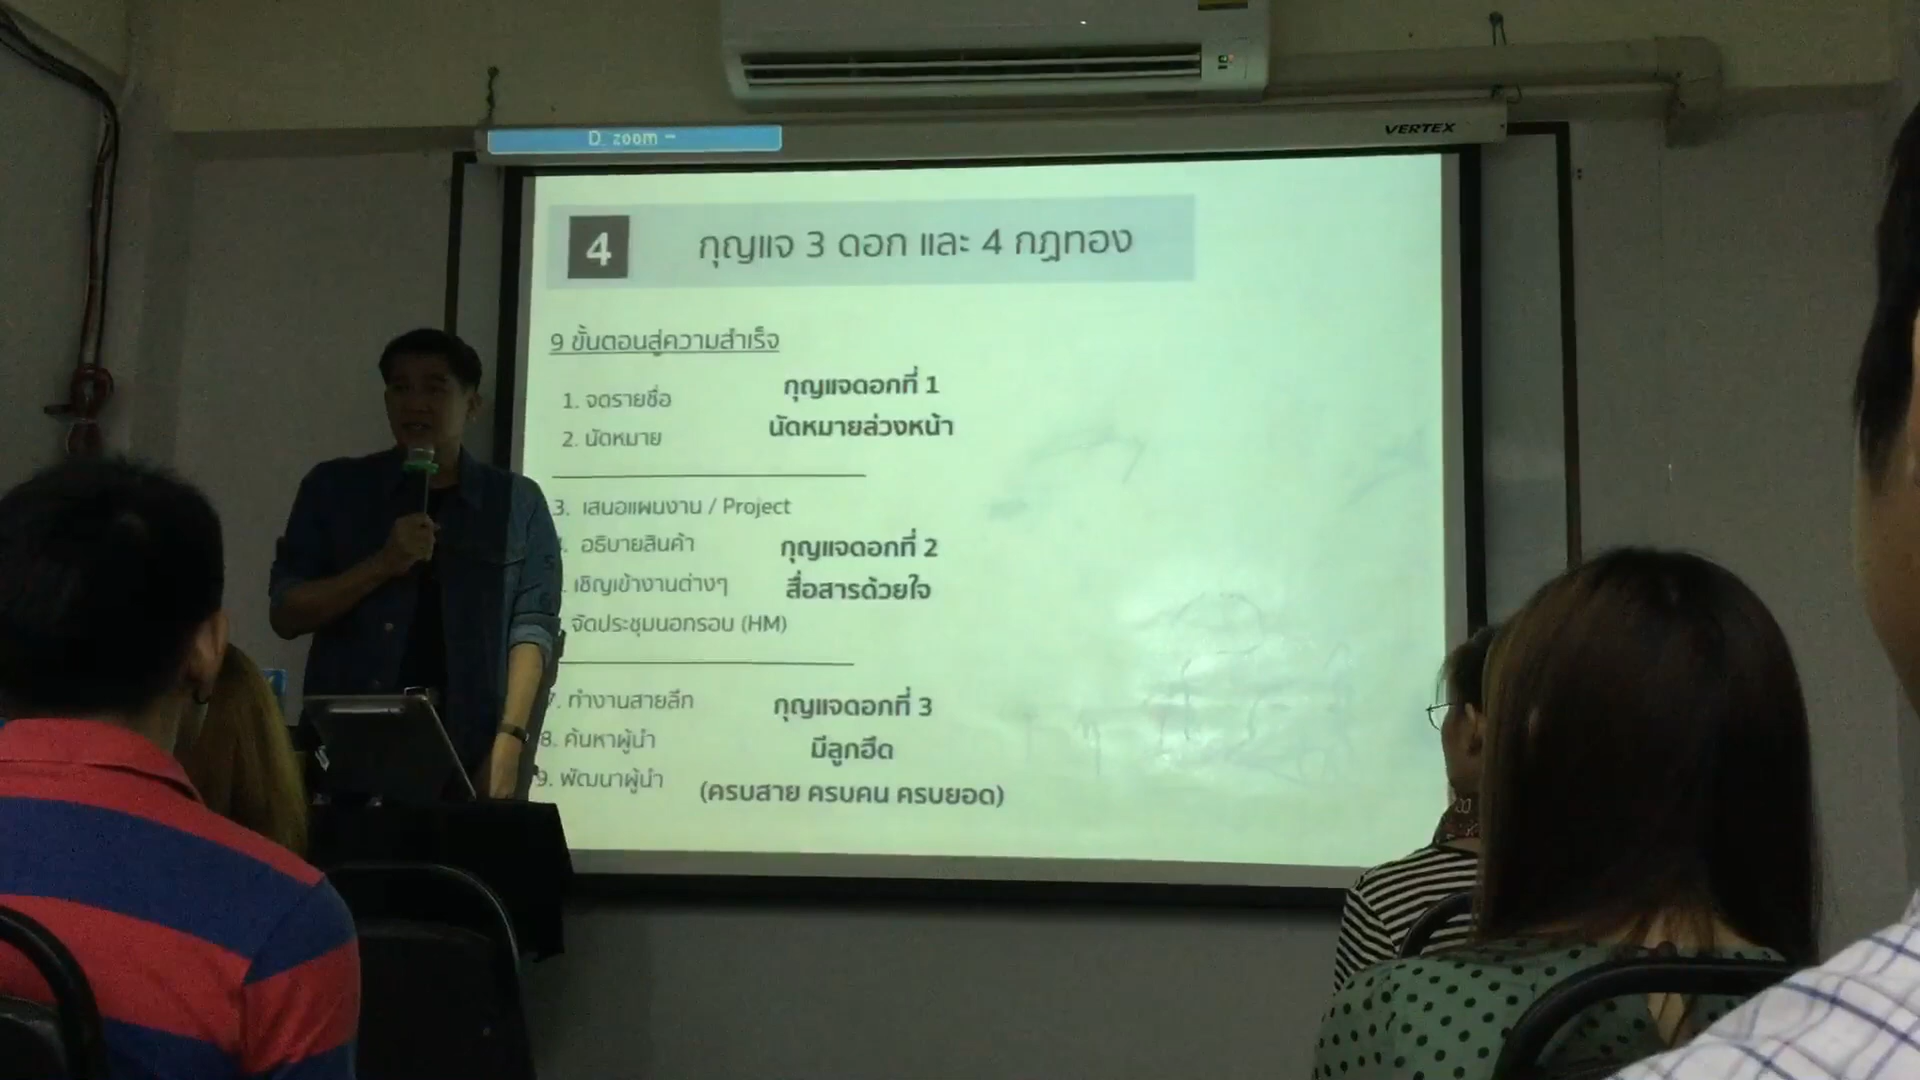 D. zoom -
VERTEX
4 กุญแจ 3 ดอก และ 4 กฎทอง
9 ขั้นตอนสู่ความสำเร็จ
1. จดรายชื่อ
กุญแจดอกที่ 1
2. นัดหมาย
นัดหมายล่วงหน้า
3. เสนอแผนงาน / Project
อธิบายสินค้า
กุญแจดอกที่ 2
เชิญเข้างานต่างๆ
สื่อสารด้วยใจ
จัดประชุมนอกรอบ (HM)
7. ทำงานสายลึก
กุญแจดอกที่ 3
8. ค้นหาผู้นำ
มีลูกฮึด
9. พัฒนาผู้นำ
(ครบสาย ครบคน ครบยอด)